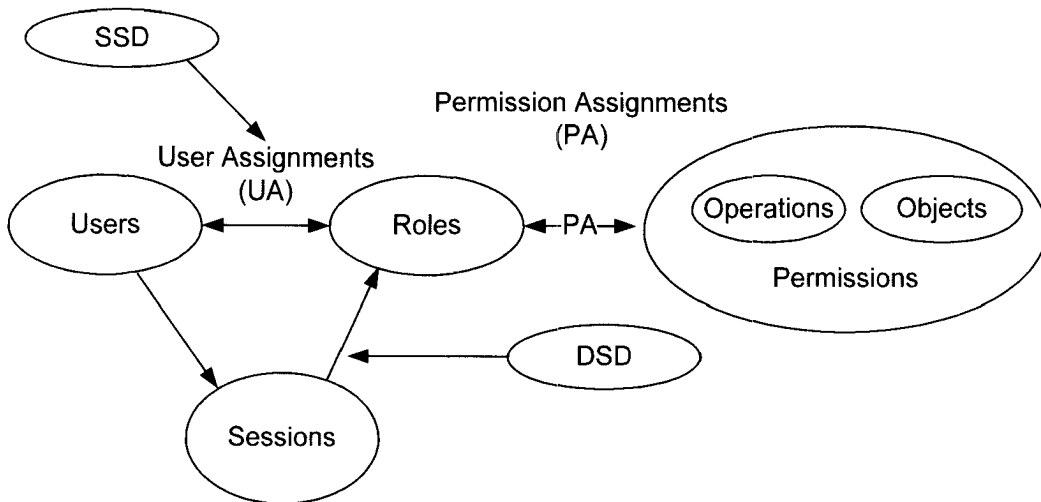 SSD
Permission Assignments
(PA)
User Assignments
(UA)
Users
Roles
PA
Operations
Objects
Permissions
DSD
Sessions